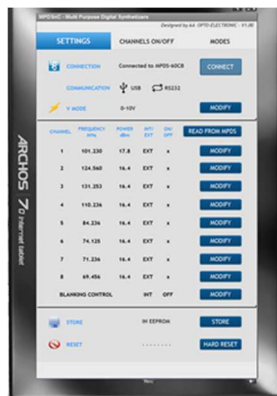 MPDSnC - Multi Purpose Digital Synthesizers
Designed by AA OPTO-ELECTRONIC - V1.00
SETTINGS CHANNELS ON/OFF MODES
CONNECTION Connected to MPDS-60CB CONNECT
COMMUNICATION USB RS232
V MODE 0-10V MODIFY
CHANNEL FREQUENCY MHz POWER dBm INT/EXT ON/OFF READ FROM MPDS
1 101.230 17.8 EXT x MODIFY
2 124.560 16.4 EXT x MODIFY
3 131.253 16.4 EXT x MODIFY
4 110.236 16.4 EXT x MODIFY
5 84.236 16.4 EXT x MODIFY
6 74.125 16.4 EXT x MODIFY
7 71.236 16.4 EXT x MODIFY
8 69.456 16.4 EXT x MODIFY
BLANKING CONTROL INT OFF MODIFY
STORE IN EEPROM STORE
RESET - - - - - - - - HARD RESET
ARCHOS 70 internet tablet